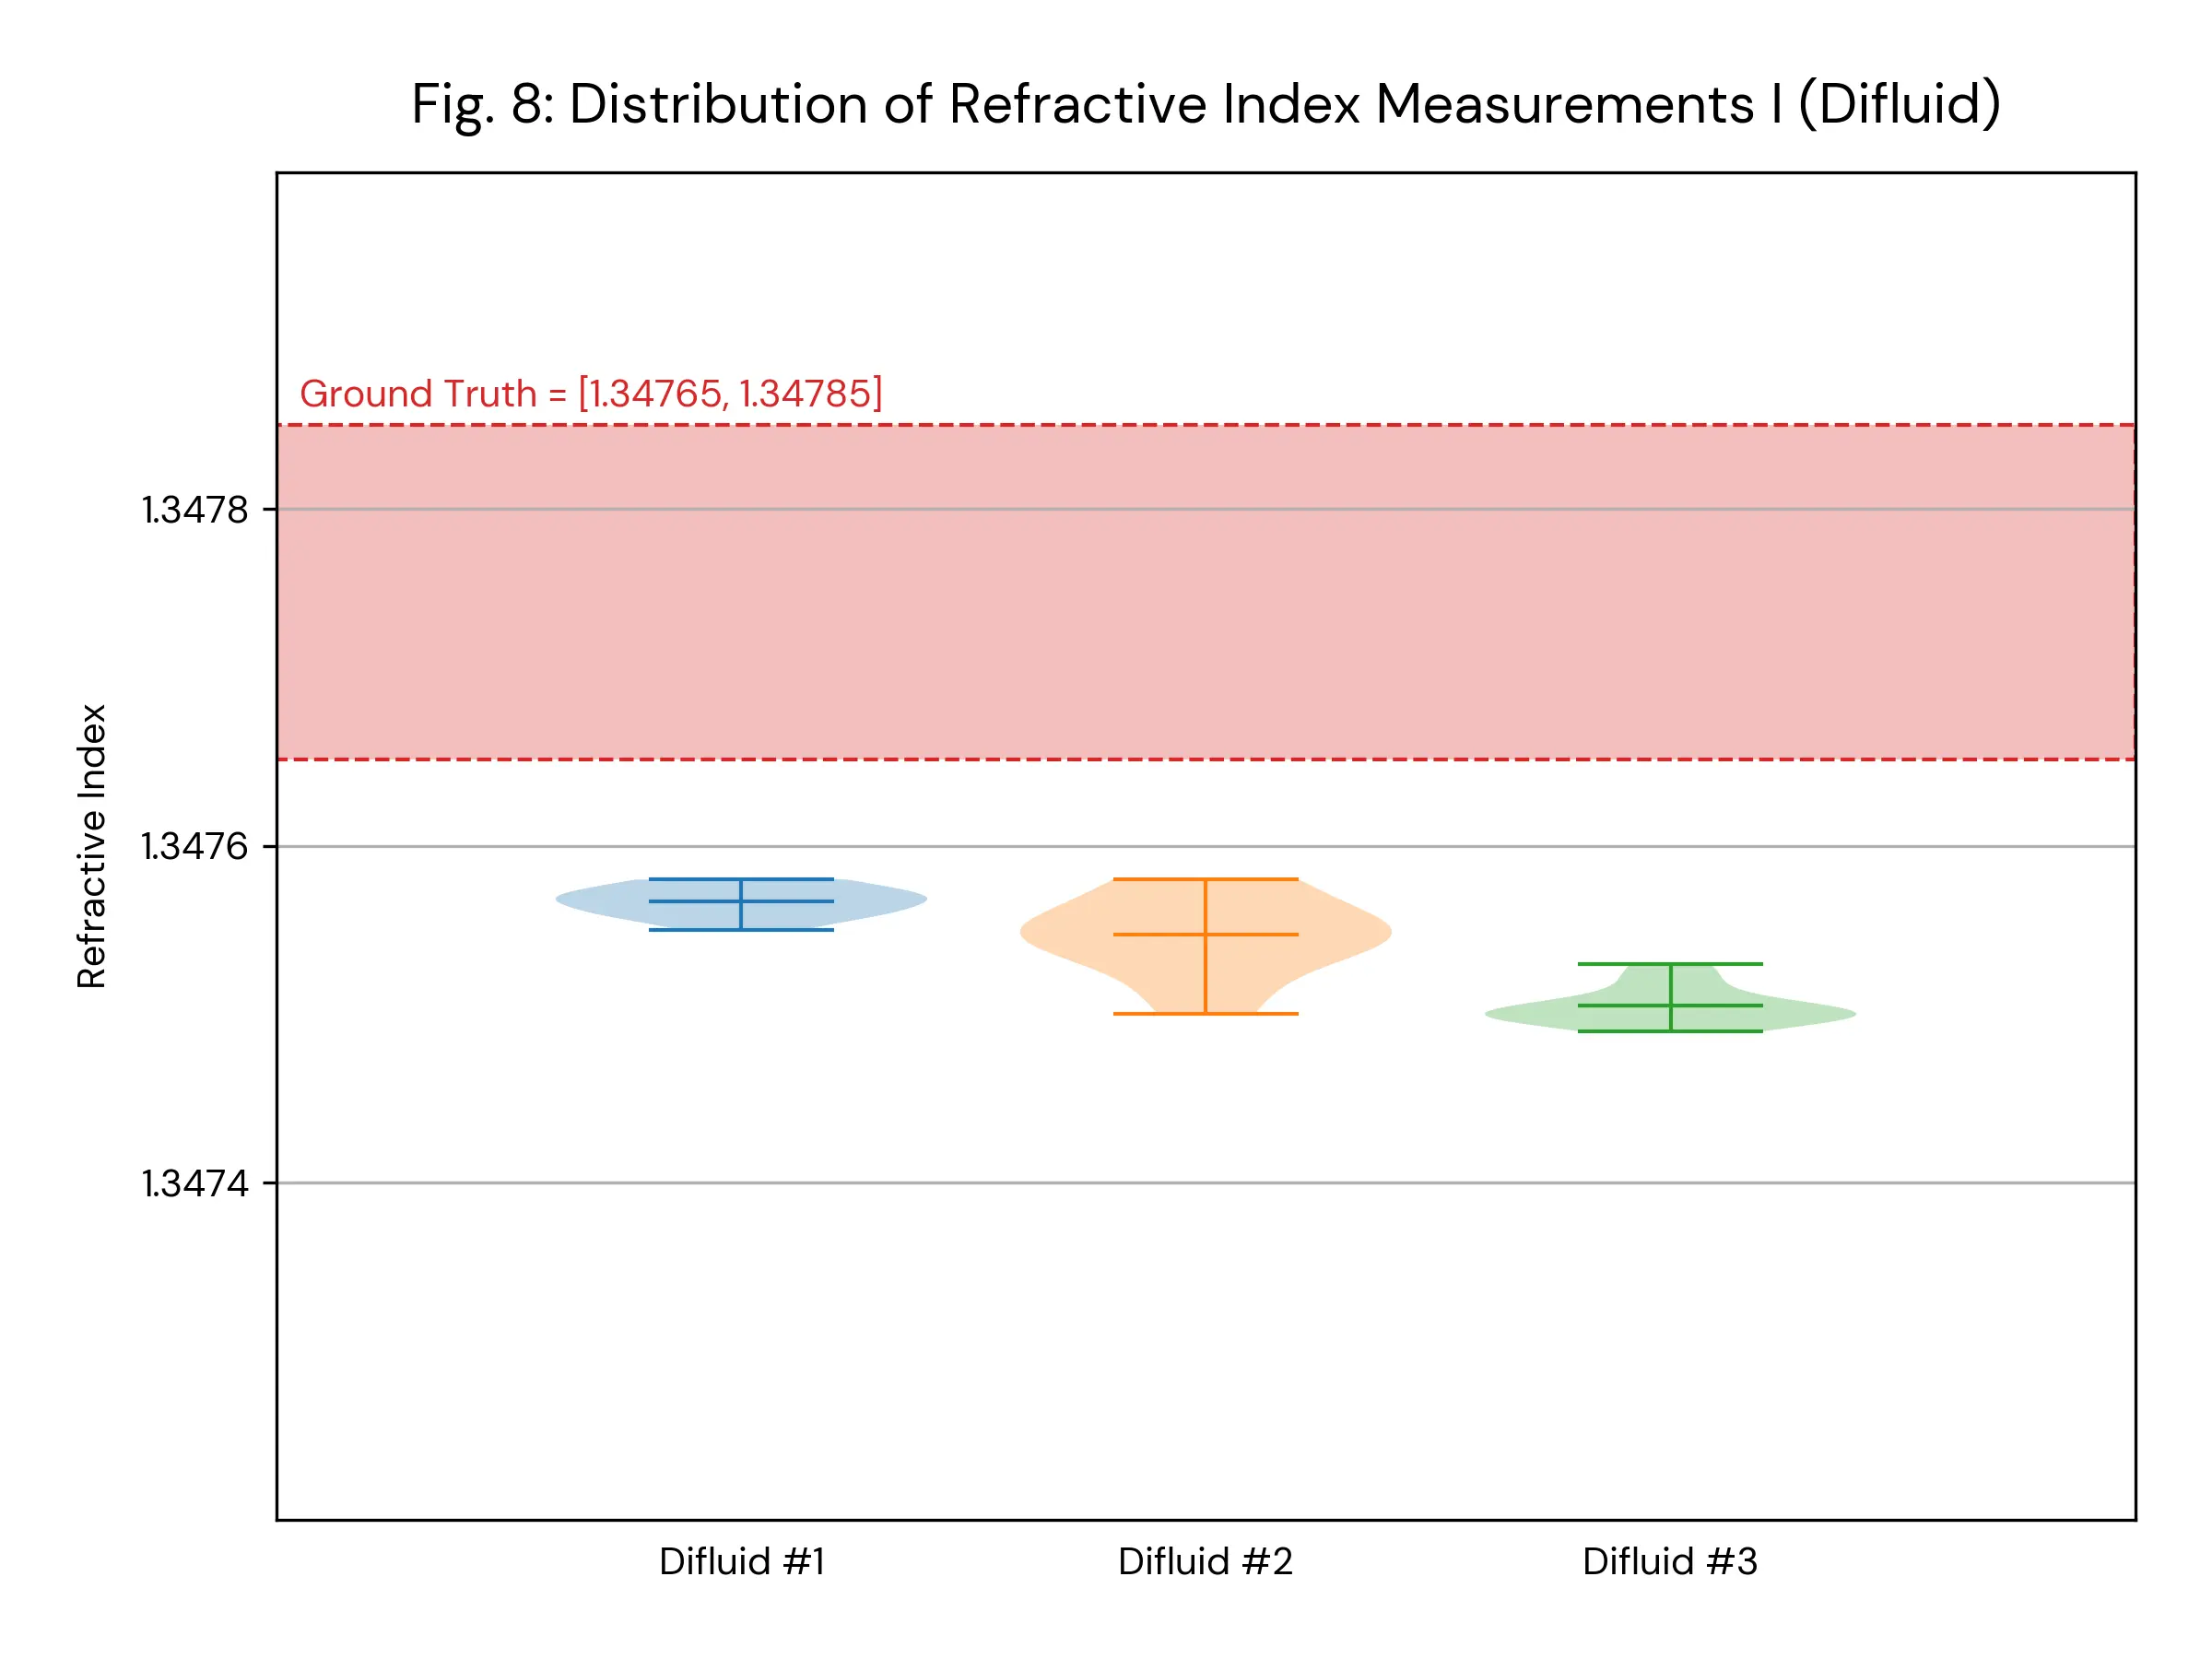 Fig. 8: Distribution of Refractive Index Measurements I (Difluid)
Ground Truth = [1.34765, 1.34785]
1.3478
1.3476
1.3474
Refractive Index
Difluid #1
Difluid #2
Difluid #3